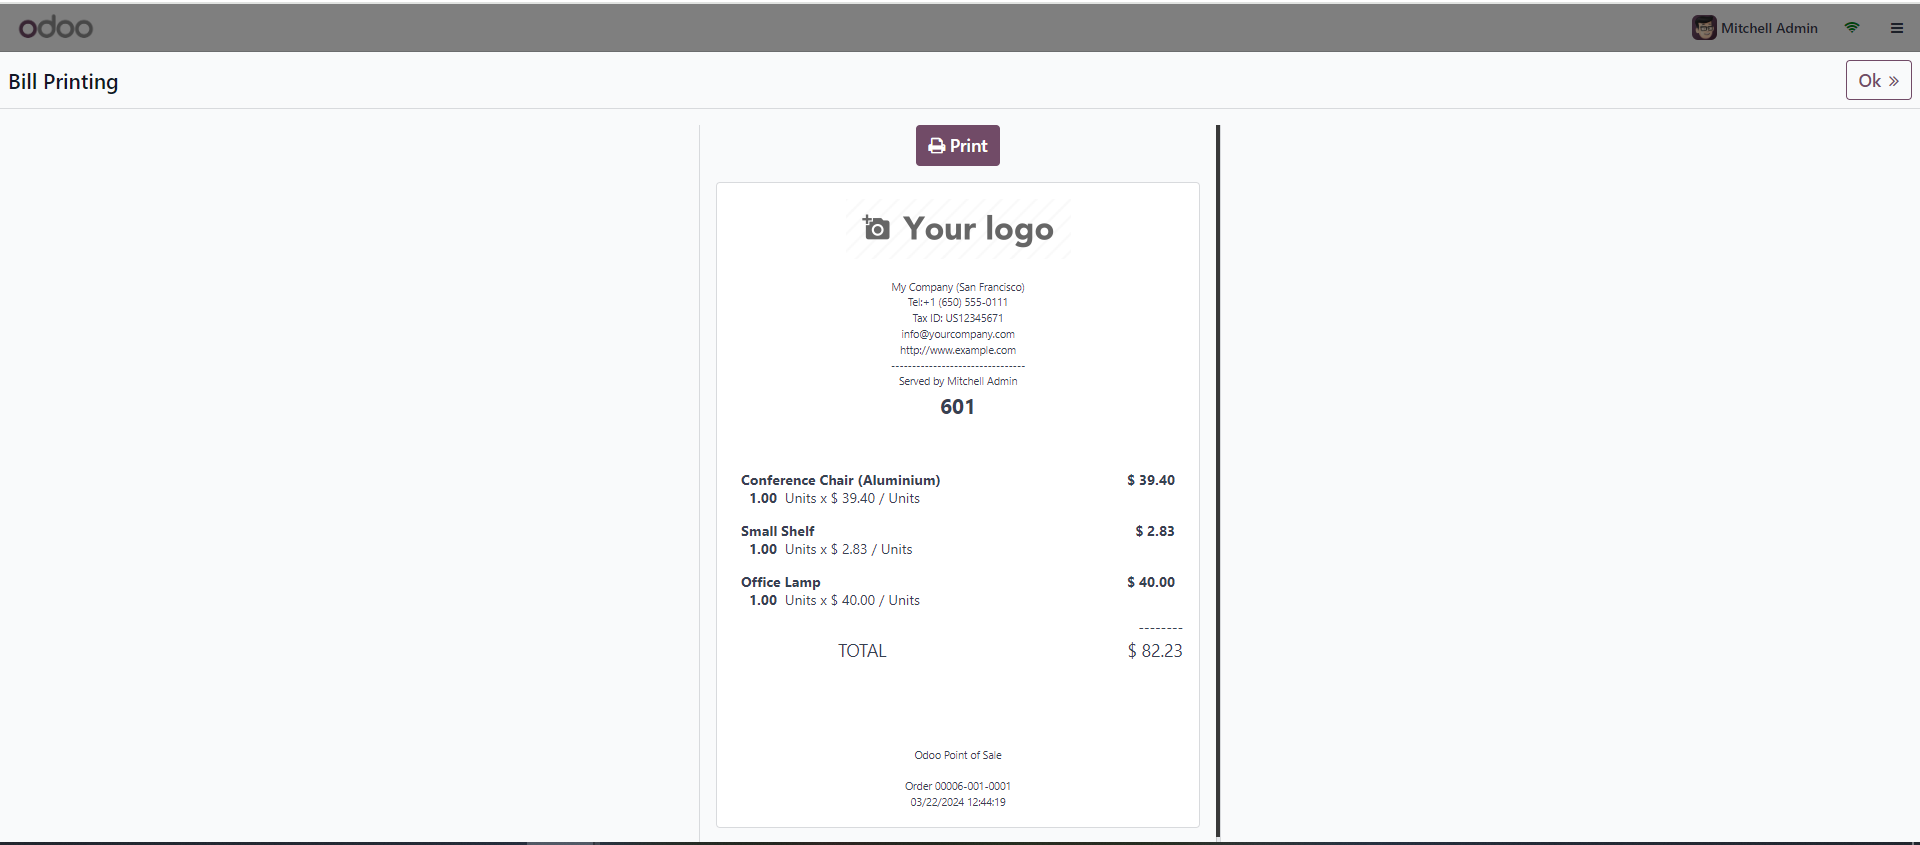 odoo
Mitchell Admin
Bill Printing
Ok »
Print
Your logo
My Company (San Francisco)
Tel:+1 (650) 555-0111
Tax ID: US12345671
info@yourcompany.com
http://www.example.com
--------------------------------
Served by Mitchell Admin
601
Conference Chair (Aluminium) $ 39.40
1.00 Units x $ 39.40 / Units
Small Shelf $ 2.83
1.00 Units x $ 2.83 / Units
Office Lamp $ 40.00
1.00 Units x $ 40.00 / Units
--------
TOTAL $ 82.23
Odoo Point of Sale
Order 00006-001-0001
03/22/2024 12:44:19